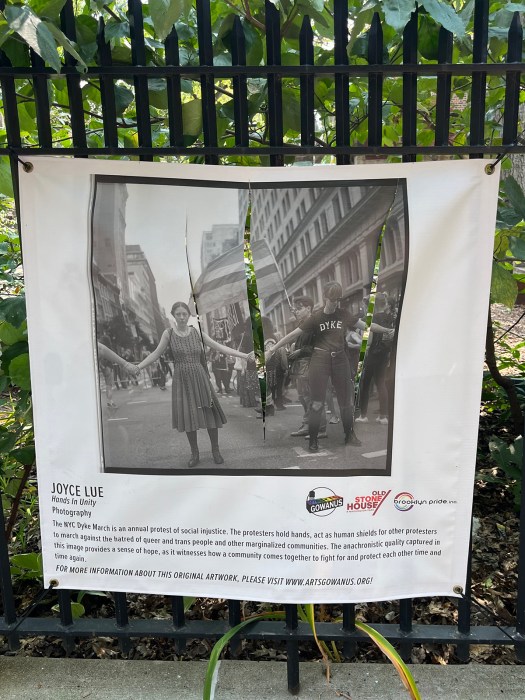 DYKE
JOYCE LUE
Hands In Unity
Photography
GOWANUS
OLD
STONE
HOUSE
brooklyn pride, inc.
The NYC Dyke March is an annual protest of social injustice. The protesters hold hands, act as human shields for other protesters
to march against the hatred of queer and trans people and other marginalized communities. The anachronistic quality captured in
this image provides a sense of hope, as it witnesses how a community comes together to fight for and protect each other time and
time again.
FOR MORE INFORMATION ABOUT THIS ORIGINAL ARTWORK, PLEASE VISIT WWW.ARTSGOWANUS.ORG!